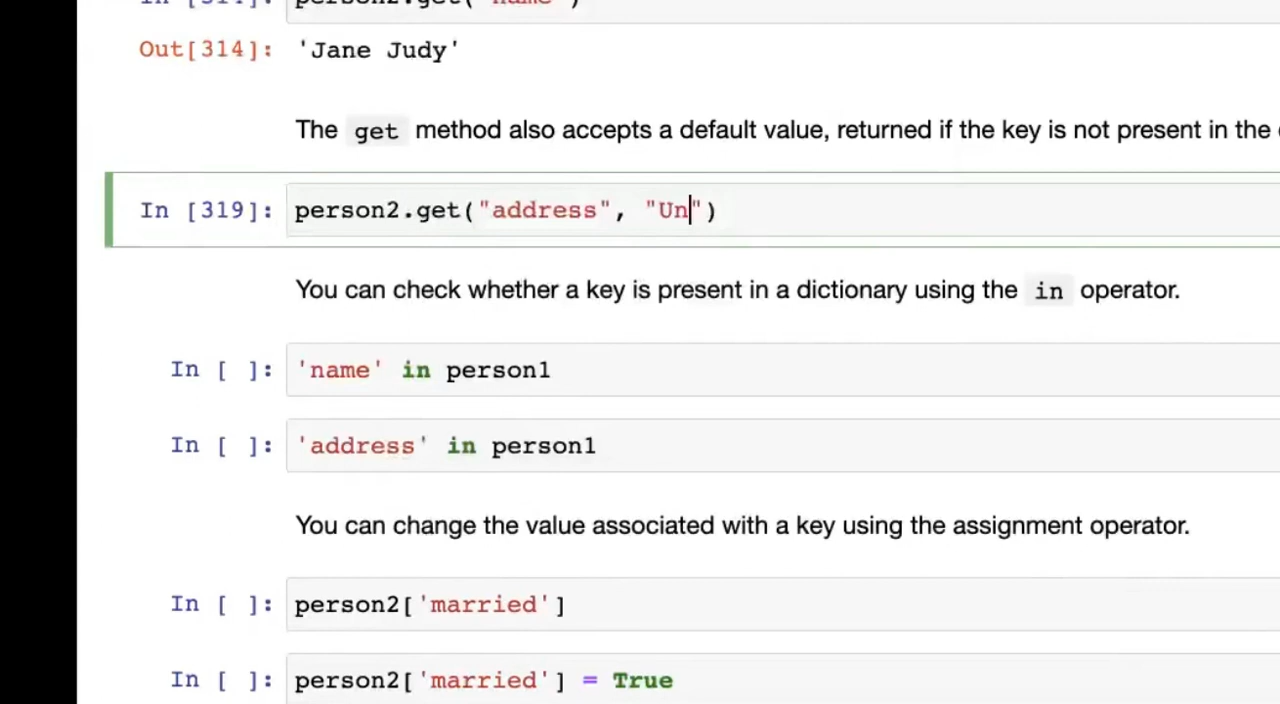 Out[314]: 'Jane Judy'
The get method also accepts a default value, returned if the key is not present in the
In [319]: person2.get("address", "Un")
You can check whether a key is present in a dictionary using the in operator.
In [ ]: 'name' in person1
In [ ]: 'address' in person1
You can change the value associated with a key using the assignment operator.
In [ ]: person2['married']
In [ ]: person2['married'] = True